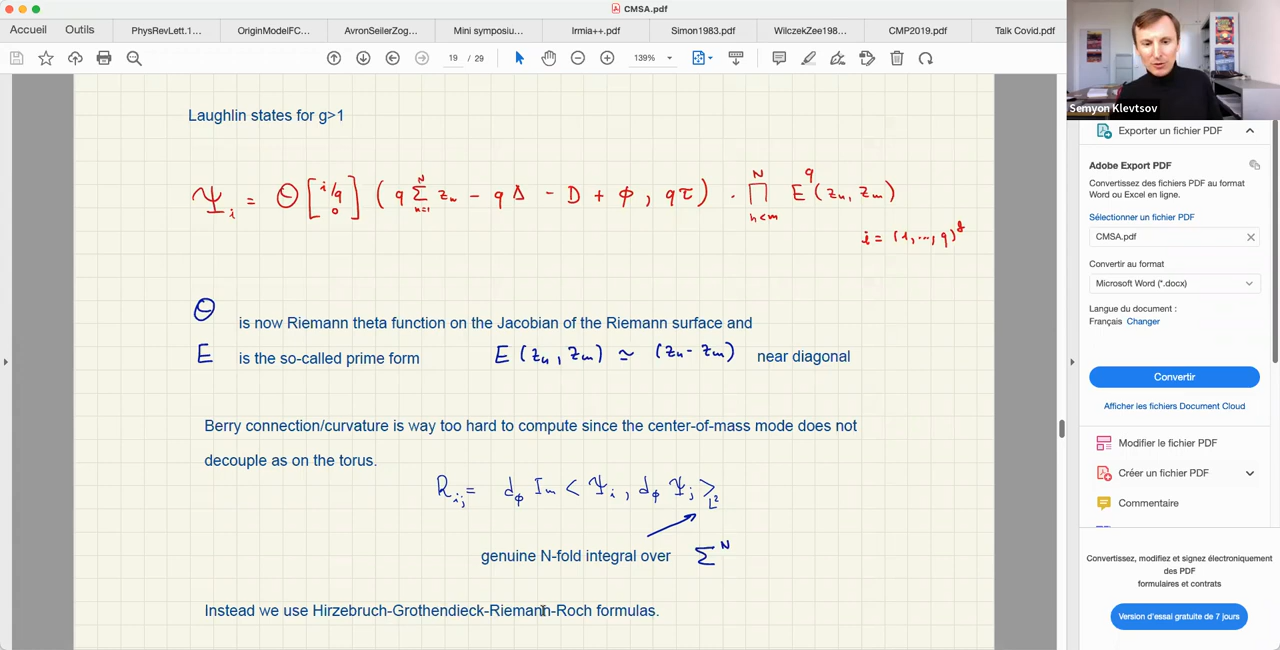 CMSA.pdf
Accueil Outils PhysRevLett.1... OriginModelFC... AvronSeilerZog... Mini symposiu... Irmia++.pdf Simon1983.pdf WilczekZee198... CMP2019.pdf Talk Covid.pdf
19 / 29 139%
Semyon Klevtsov
Laughlin states for g>1
Ψ_i = Θ [i/q 0] (q Σ_{n=1}^N z_n − qΔ − D + φ, qτ) · ∏_{n<m}^N E^q (z_n, z_m)
i = (1,...,q)^g
Θ is now Riemann theta function on the Jacobian of the Riemann surface and
E is the so-called prime form E(z_n, z_m) ≃ (z_n − z_m) near diagonal
Berry connection/curvature is way too hard to compute since the center-of-mass mode does not
decouple as on the torus.
R_ij = d_φ Im < Ψ_i, d_φ Ψ_j >_L²
genuine N-fold integral over Σ^N
Instead we use Hirzebruch-Grothendieck-Riemann-Roch formulas.
Exporter un fichier PDF
Adobe Export PDF
Convertissez des fichiers PDF au format
Word ou Excel en ligne.
Sélectionner un fichier PDF
CMSA.pdf
Convertir au format
Microsoft Word (*.docx)
Langue du document :
Français Changer
Convertir
Afficher les fichiers Document Cloud
Modifier le fichier PDF
Créer un fichier PDF
Commentaire
Convertissez, modifiez et signez électroniquement
des PDF
formulaires et contrats
Version d'essai gratuite de 7 jours